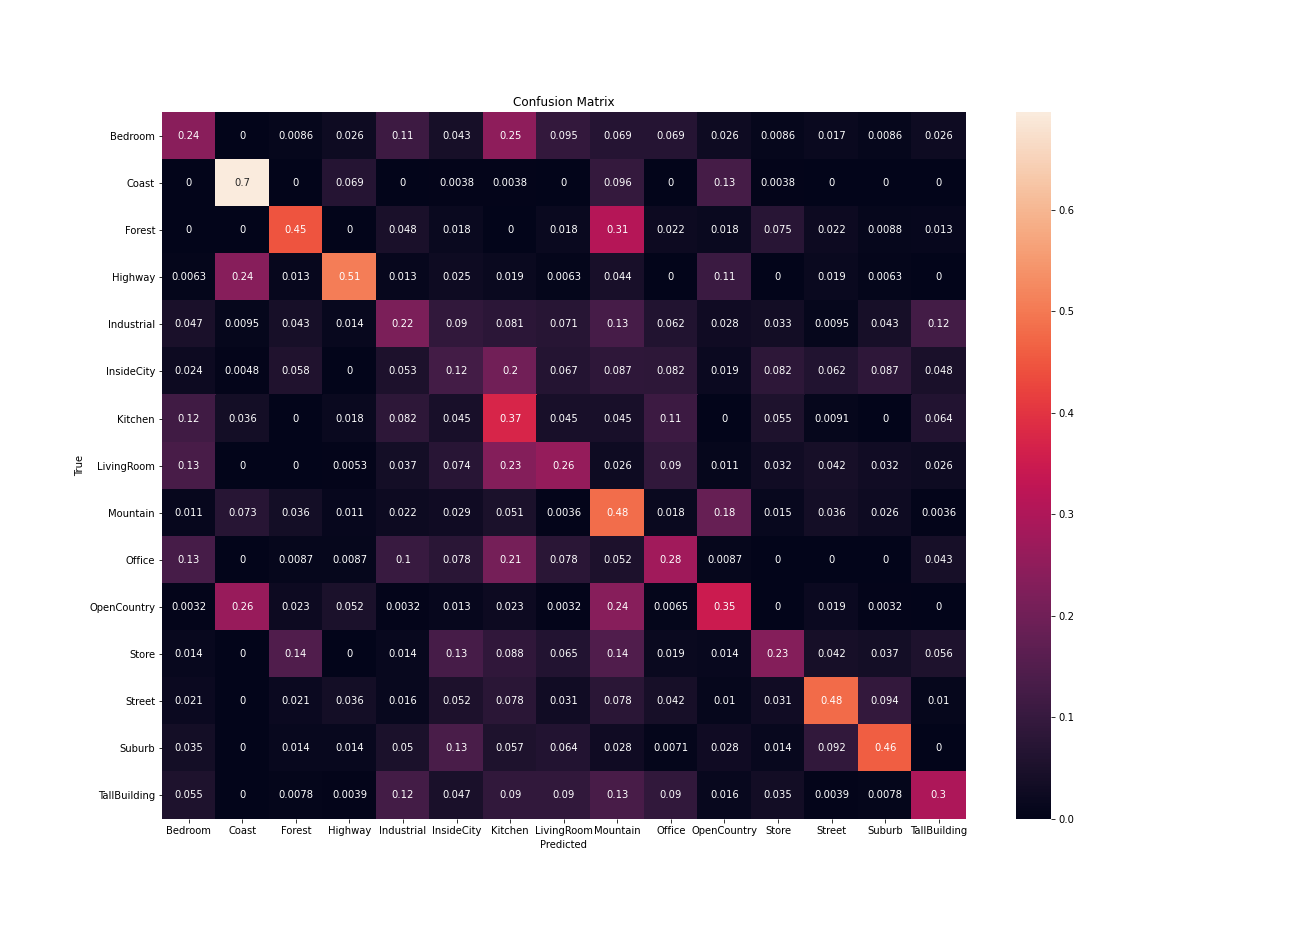 Confusion Matrix
Bedroom 0.24 0 0.0086 0.026 0.11 0.043 0.25 0.095 0.069 0.069 0.026 0.0086 0.017 0.0086 0.026
Coast 0 0.7 0 0.069 0 0.0038 0.0038 0 0.096 0 0.13 0.0038 0 0 0
0.6
Forest 0 0 0.45 0 0.048 0.018 0 0.018 0.31 0.022 0.018 0.075 0.022 0.0088 0.013
Highway 0.0063 0.24 0.013 0.51 0.013 0.025 0.019 0.0063 0.044 0 0.11 0 0.019 0.0063 0
0.5
Industrial 0.047 0.0095 0.043 0.014 0.22 0.09 0.081 0.071 0.13 0.062 0.028 0.033 0.0095 0.043 0.12
InsideCity 0.024 0.0048 0.058 0 0.053 0.12 0.2 0.067 0.087 0.082 0.019 0.082 0.062 0.087 0.048
0.4
Kitchen 0.12 0.036 0 0.018 0.082 0.045 0.37 0.045 0.045 0.11 0 0.055 0.0091 0 0.064
True
LivingRoom 0.13 0 0 0.0053 0.037 0.074 0.23 0.26 0.026 0.09 0.011 0.032 0.042 0.032 0.026
Mountain 0.011 0.073 0.036 0.011 0.022 0.029 0.051 0.0036 0.48 0.018 0.18 0.015 0.036 0.026 0.0036
0.3
Office 0.13 0 0.0087 0.0087 0.1 0.078 0.21 0.078 0.052 0.28 0.0087 0 0 0 0.043
OpenCountry 0.0032 0.26 0.023 0.052 0.0032 0.013 0.023 0.0032 0.24 0.0065 0.35 0 0.019 0.0032 0
0.2
Store 0.014 0 0.14 0 0.014 0.13 0.088 0.065 0.14 0.019 0.014 0.23 0.042 0.037 0.056
Street 0.021 0 0.021 0.036 0.016 0.052 0.078 0.031 0.078 0.042 0.01 0.031 0.48 0.094 0.01
0.1
Suburb 0.035 0 0.014 0.014 0.05 0.13 0.057 0.064 0.028 0.0071 0.028 0.014 0.092 0.46 0
TallBuilding 0.055 0 0.0078 0.0039 0.12 0.047 0.09 0.09 0.13 0.09 0.016 0.035 0.0039 0.0078 0.3
0.0
Bedroom Coast Forest Highway Industrial InsideCity Kitchen LivingRoom Mountain Office OpenCountry Store Street Suburb TallBuilding
Predicted